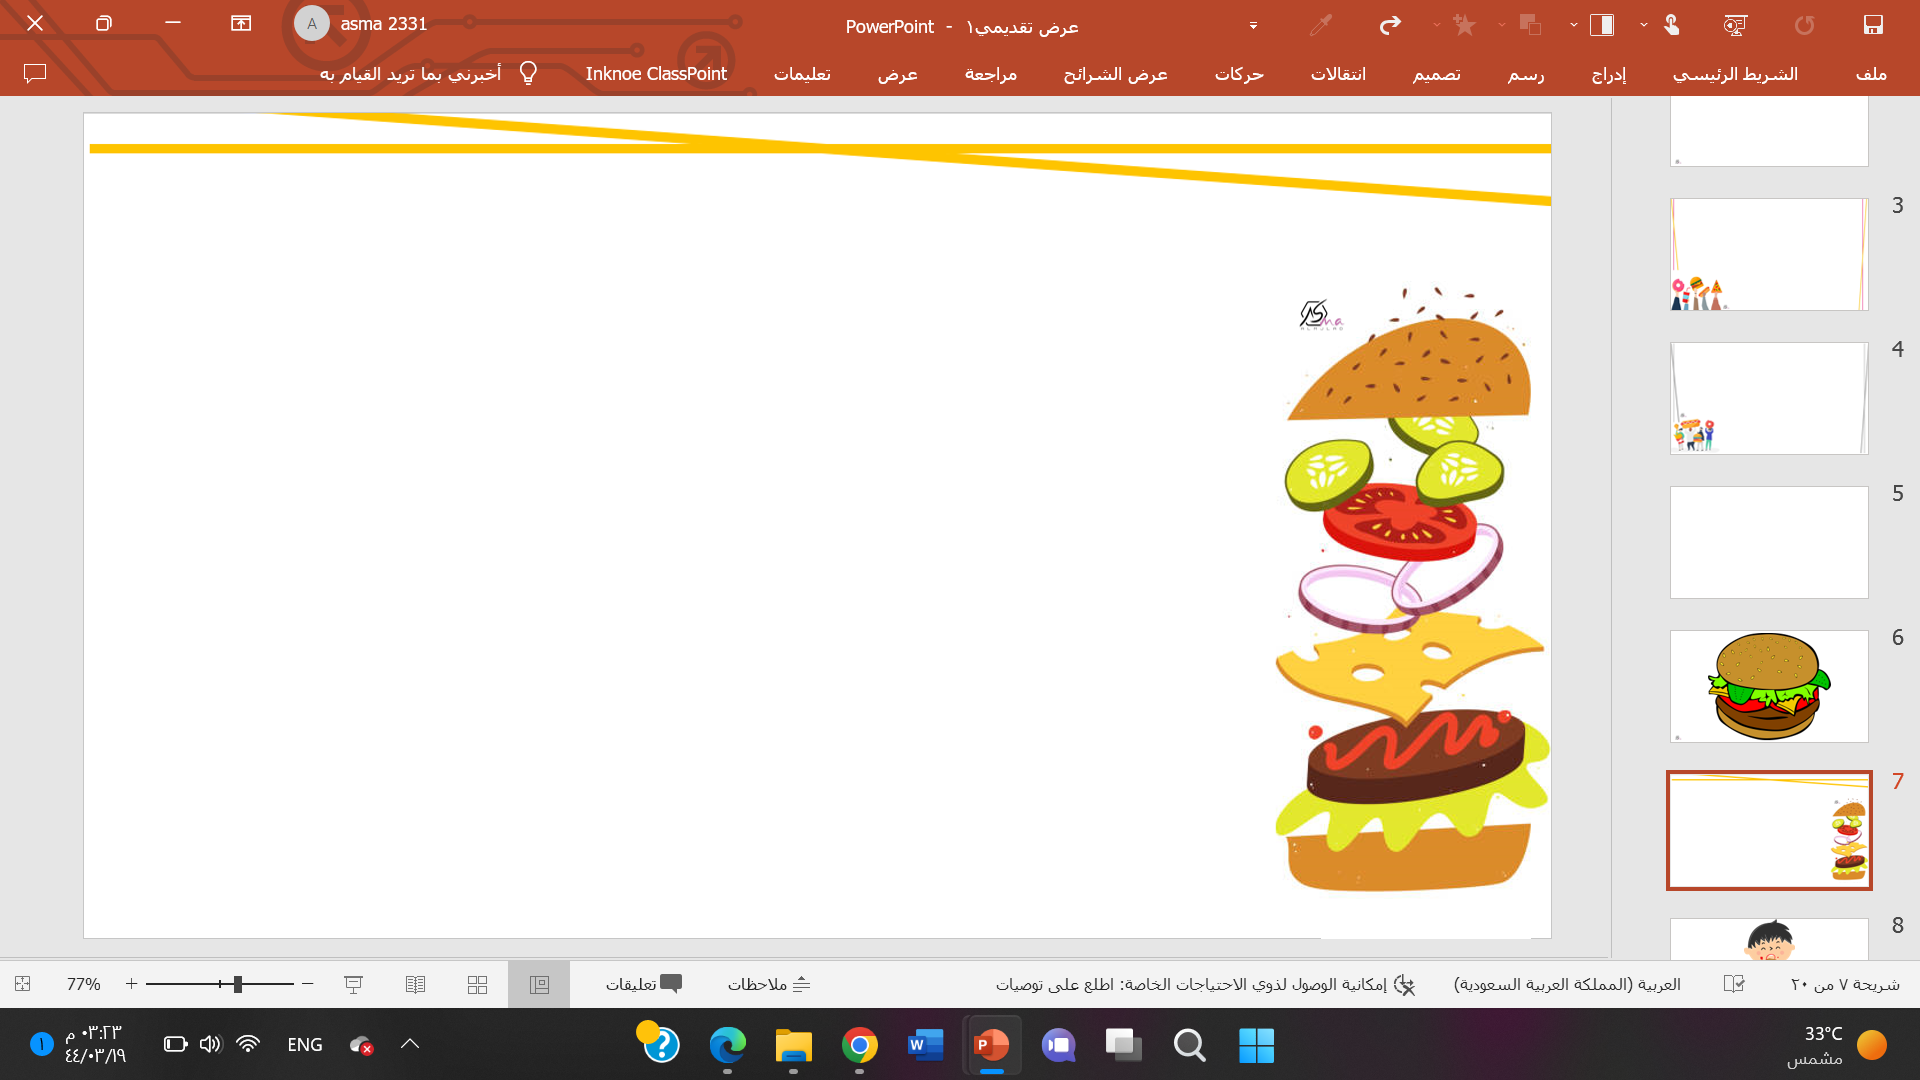 asma 2331
عرض تقديمي١ - PowerPoint
ملف
الشريط الرئيسي
إدراج
رسم
تصميم
انتقالات
حركات
عرض الشرائح
مراجعة
عرض
تعليمات
Inknoe ClassPoint
أخبرني بما تريد القيام به
3
4
5
6
7
8
شريحة ٧ من ٢٠
العربية (المملكة العربية السعودية)
إمكانية الوصول لذوي الاحتياجات الخاصة: اطلع على توصيات
ملاحظات
تعليقات
77%
33°C
مشمس
ENG
٠٣:٢٣ م
٤٤/٠٣/١٩
١